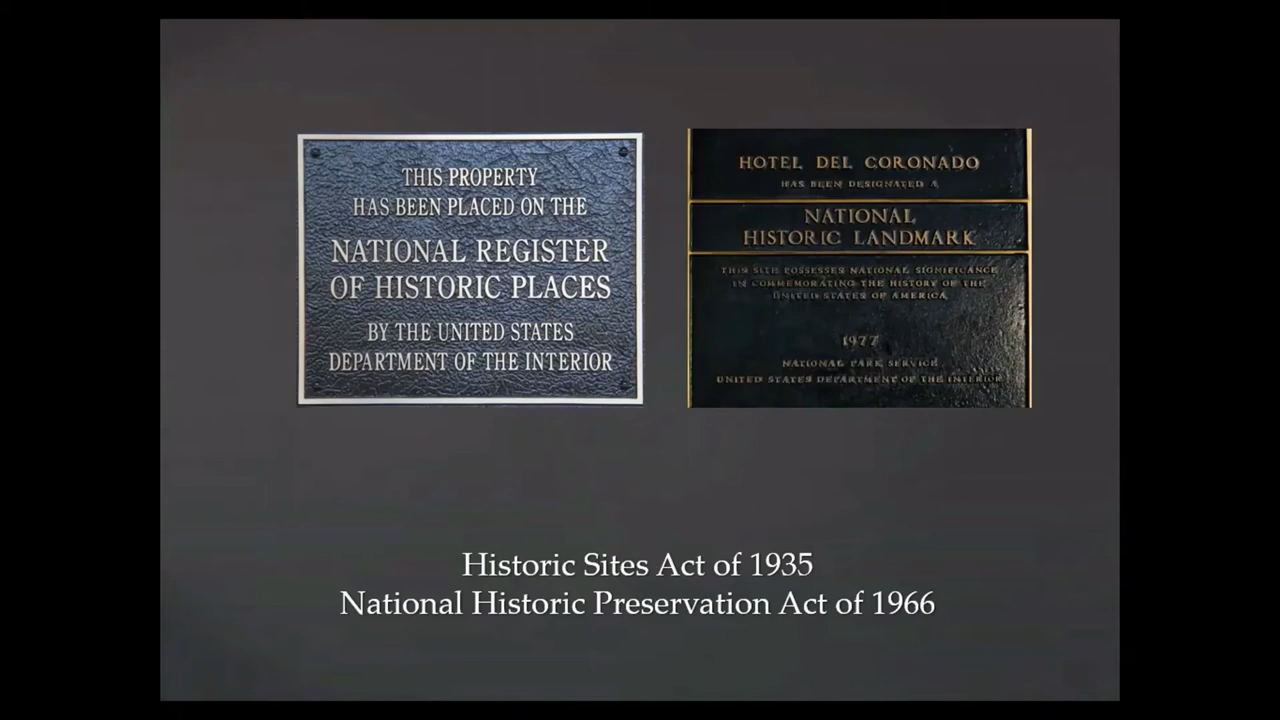 THIS PROPERTY
HAS BEEN PLACED ON THE
NATIONAL REGISTER
OF HISTORIC PLACES
BY THE UNITED STATES
DEPARTMENT OF THE INTERIOR
HOTEL DEL CORONADO
HAS BEEN DESIGNATED A
NATIONAL
HISTORIC LANDMARK
THIS SITE POSSESSES NATIONAL SIGNIFICANCE
IN COMMEMORATING THE HISTORY OF THE
UNITED STATES OF AMERICA
1977
NATIONAL PARK SERVICE
UNITED STATES DEPARTMENT OF THE INTERIOR
Historic Sites Act of 1935
National Historic Preservation Act of 1966